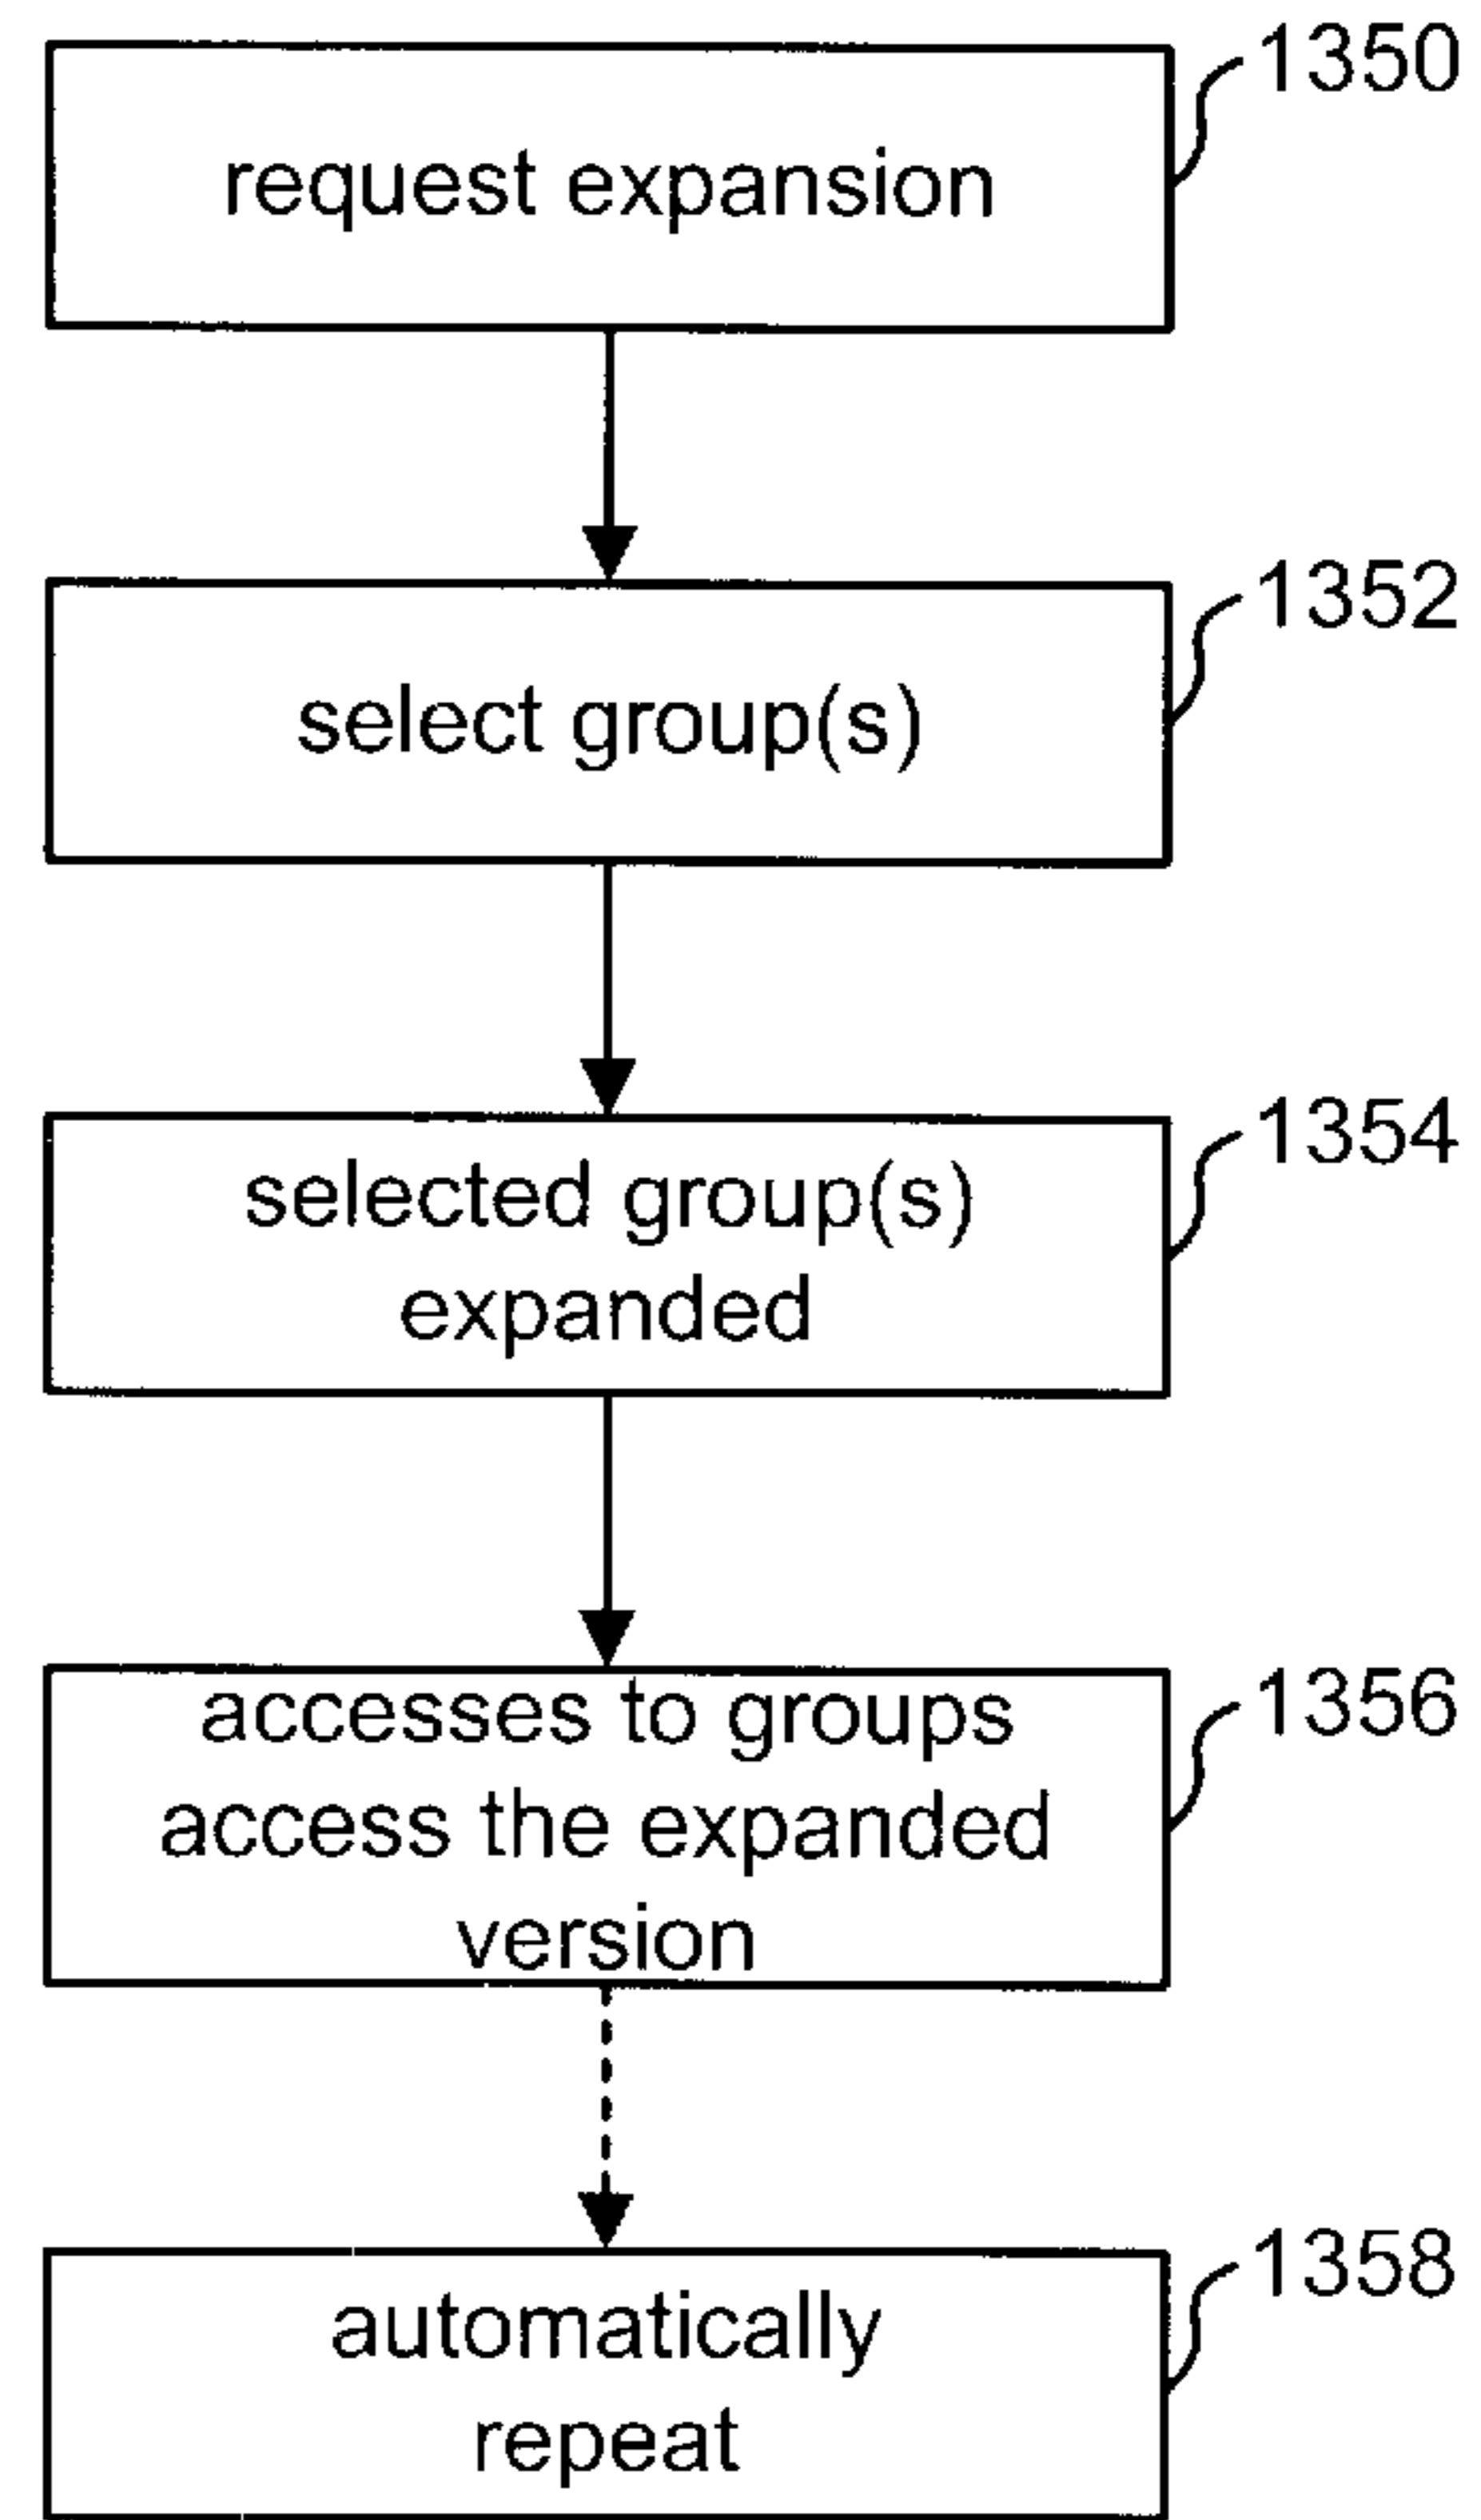 1350
request expansion
1352
select group(s)
1354
selected group(s)
expanded
1356
accesses to groups
access the expanded
version
1358
automatically
repeat